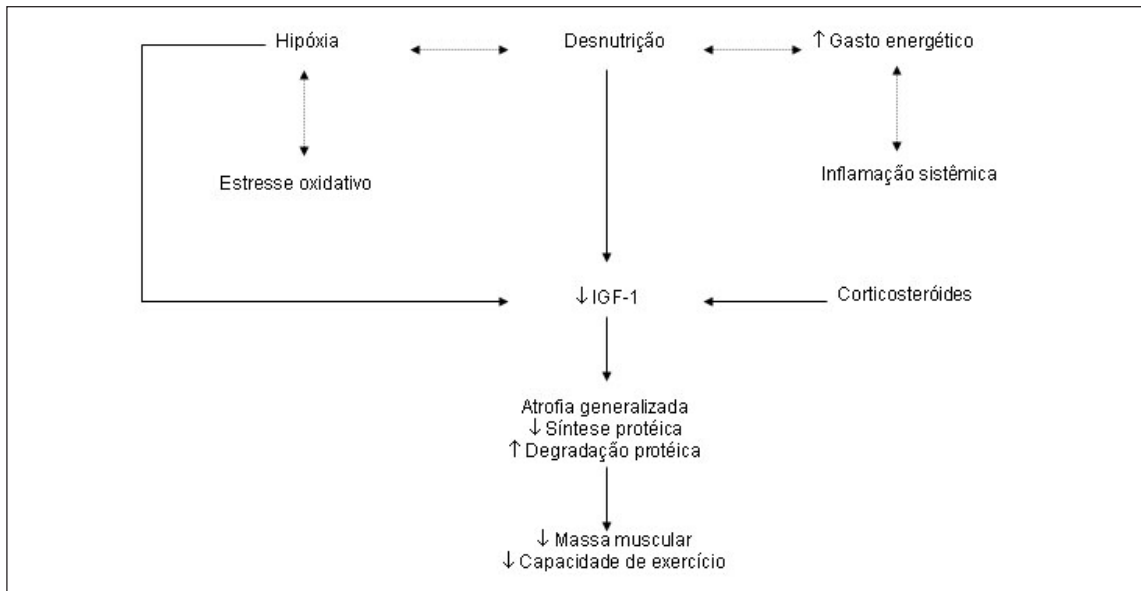 Hipóxia
Desnutrição
↑ Gasto energético
Estresse oxidativo
Inflamação sistêmica
↓ IGF-1
Corticosteróides
Atrofia generalizada
↓ Síntese protéica
↑ Degradação protéica
↓ Massa muscular
↓ Capacidade de exercício